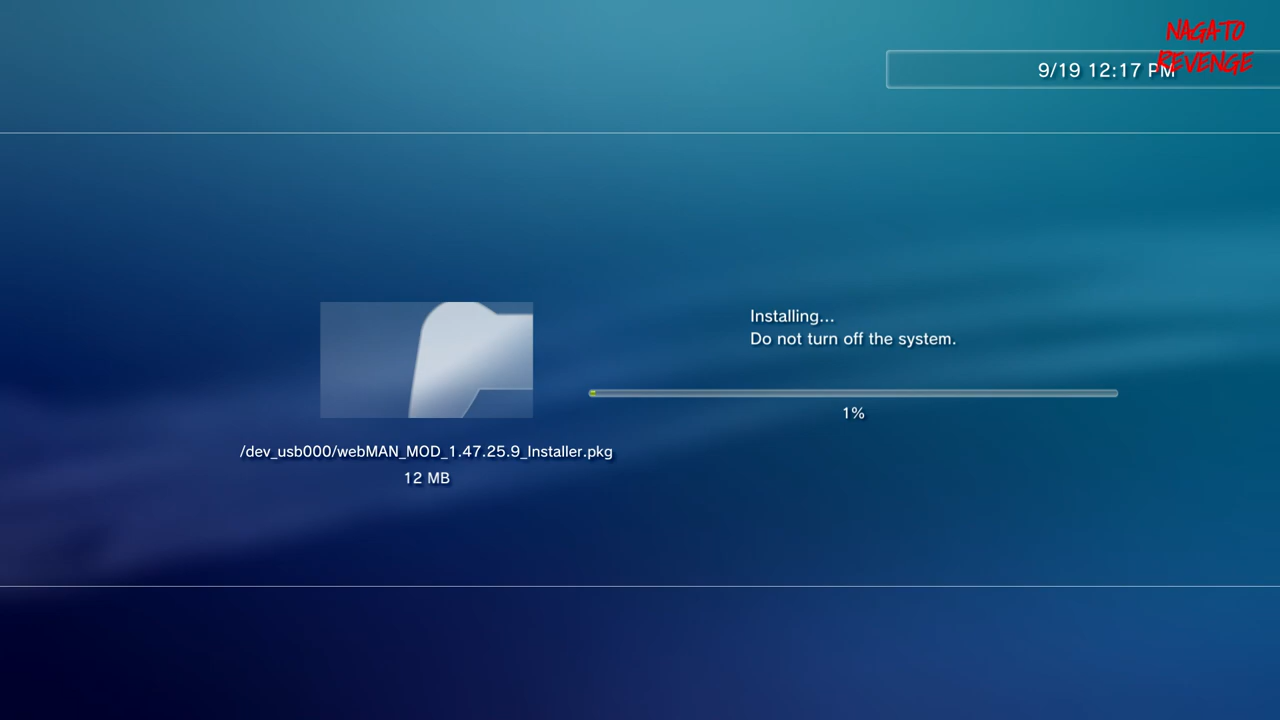 NAGATO
REVENGE
9/19 12:17 PM
Installing...
Do not turn off the system.
1%
/dev_usb000/webMAN_MOD_1.47.25.9_Installer.pkg
12 MB